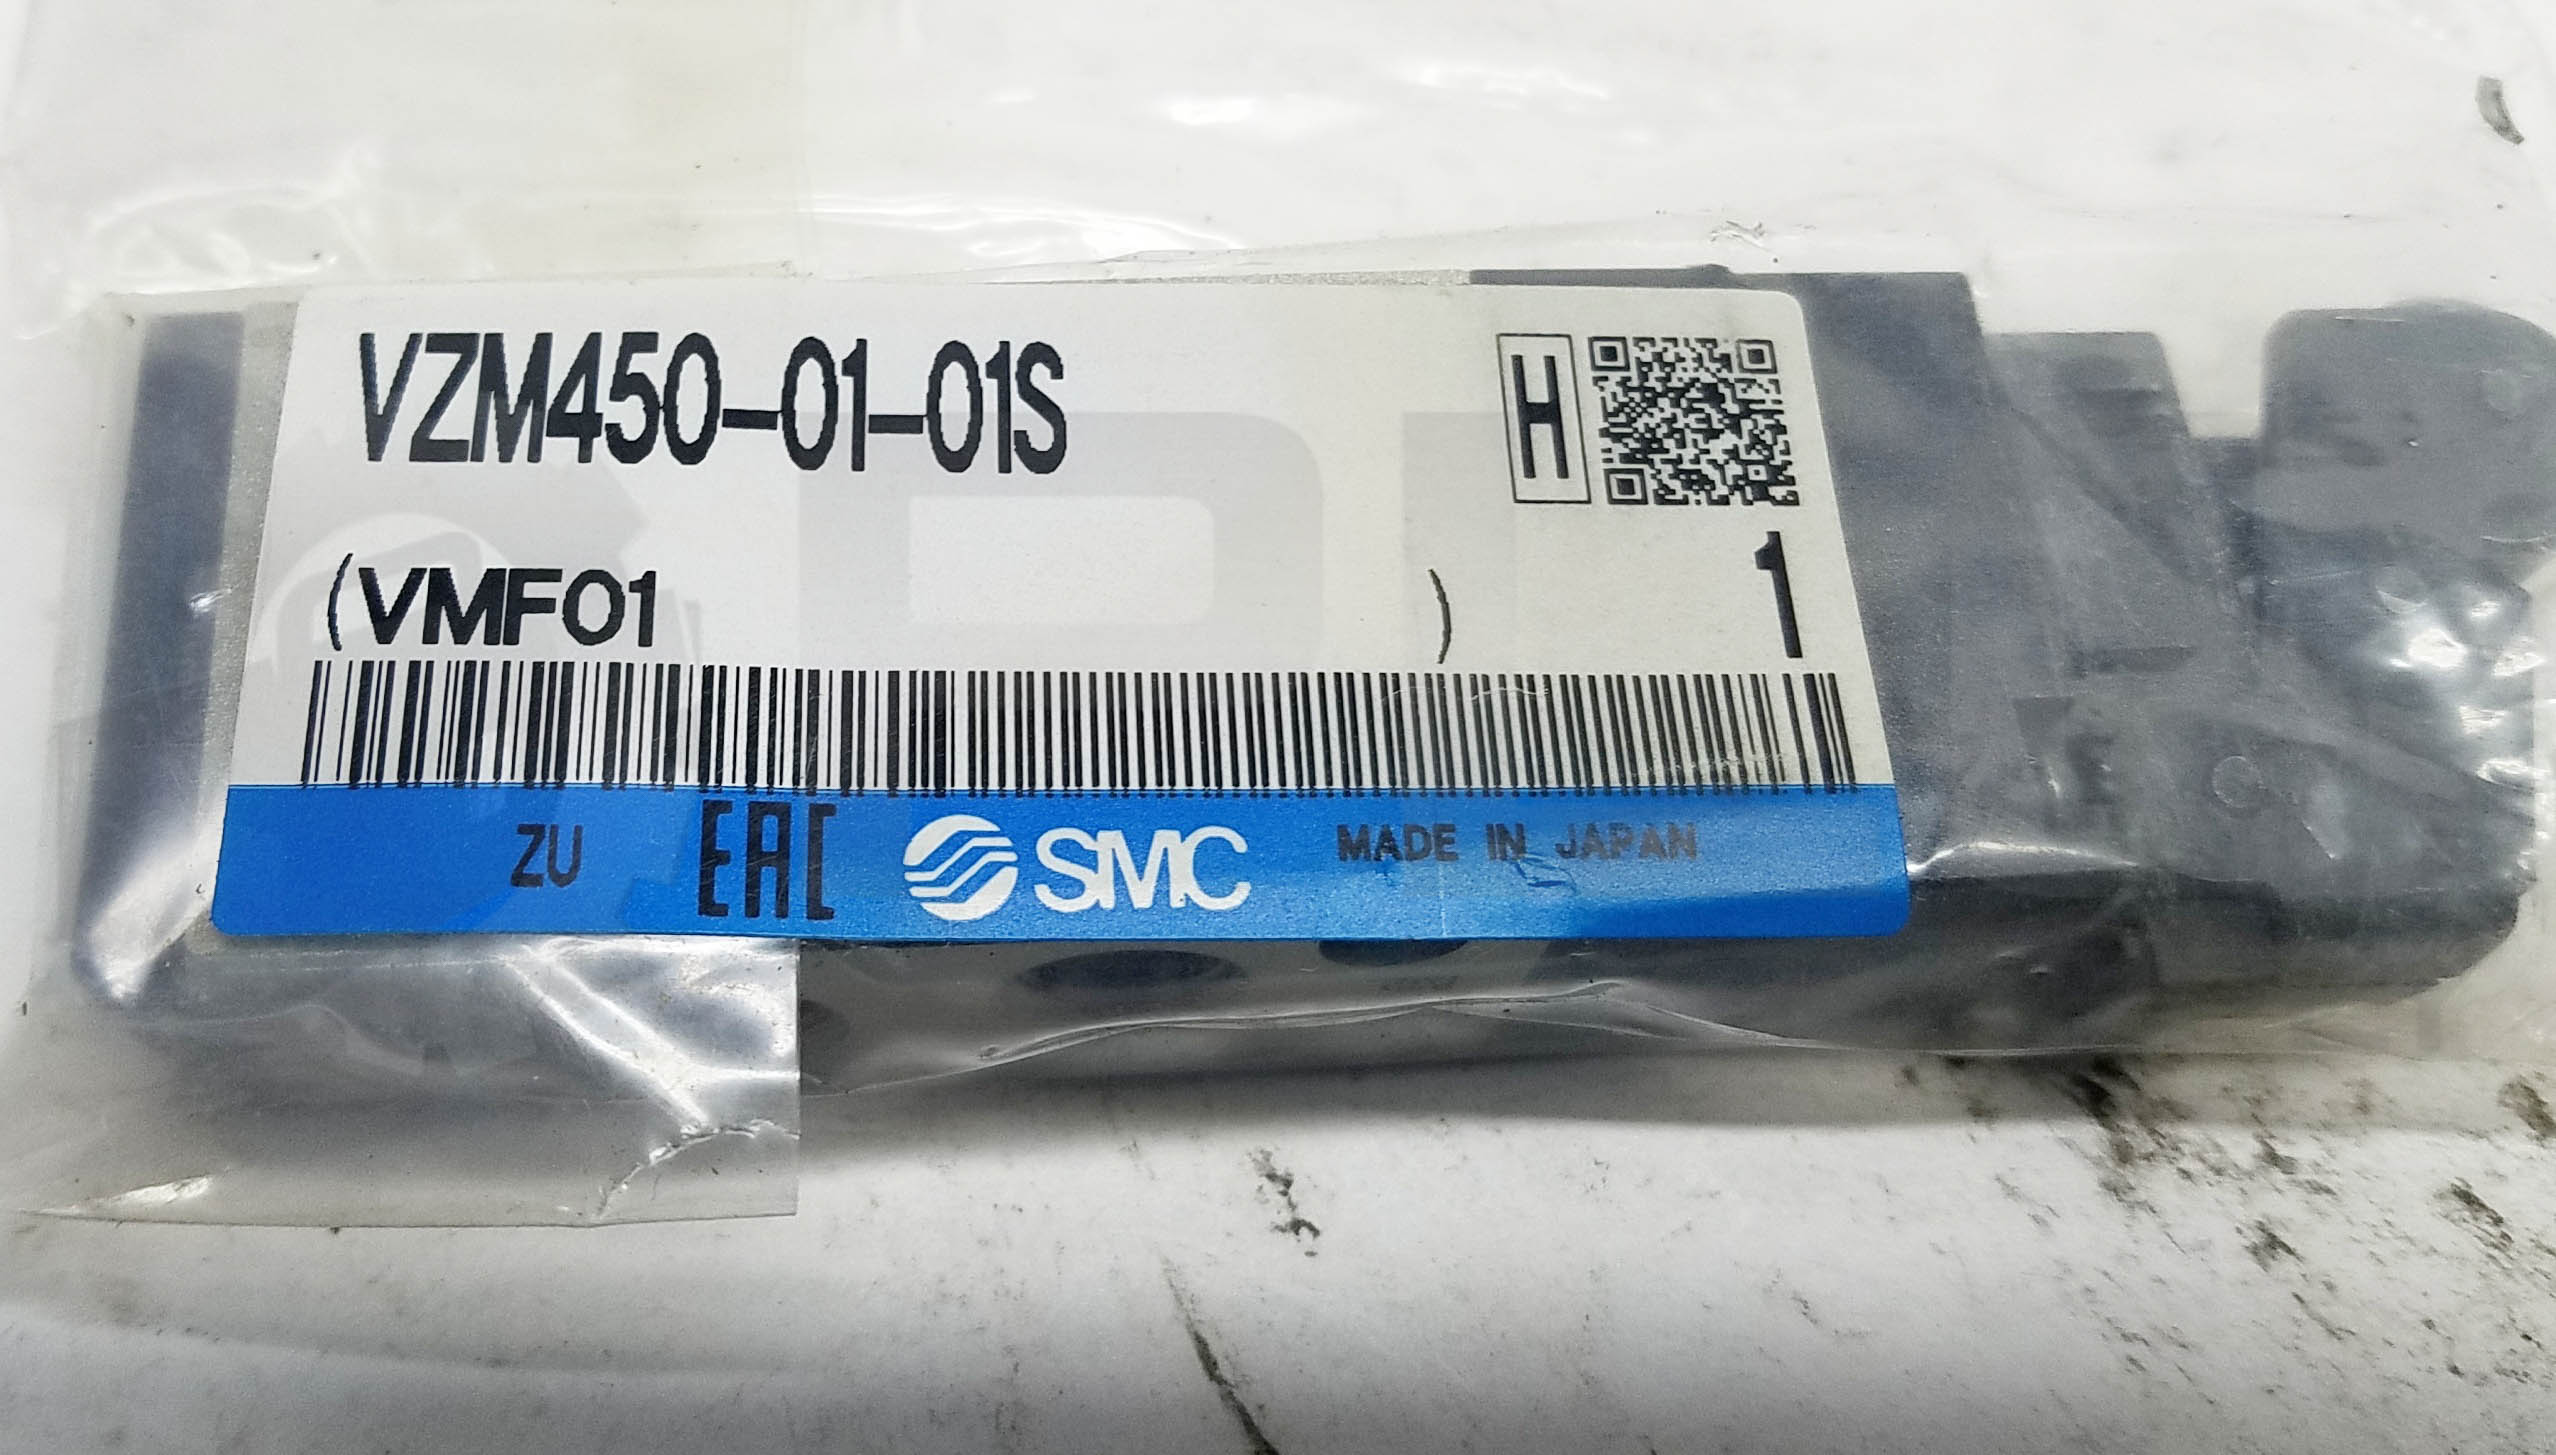 VZM450-01-01S
H
(VMF01 )
1
ZU EAC SMC MADE IN JAPAN